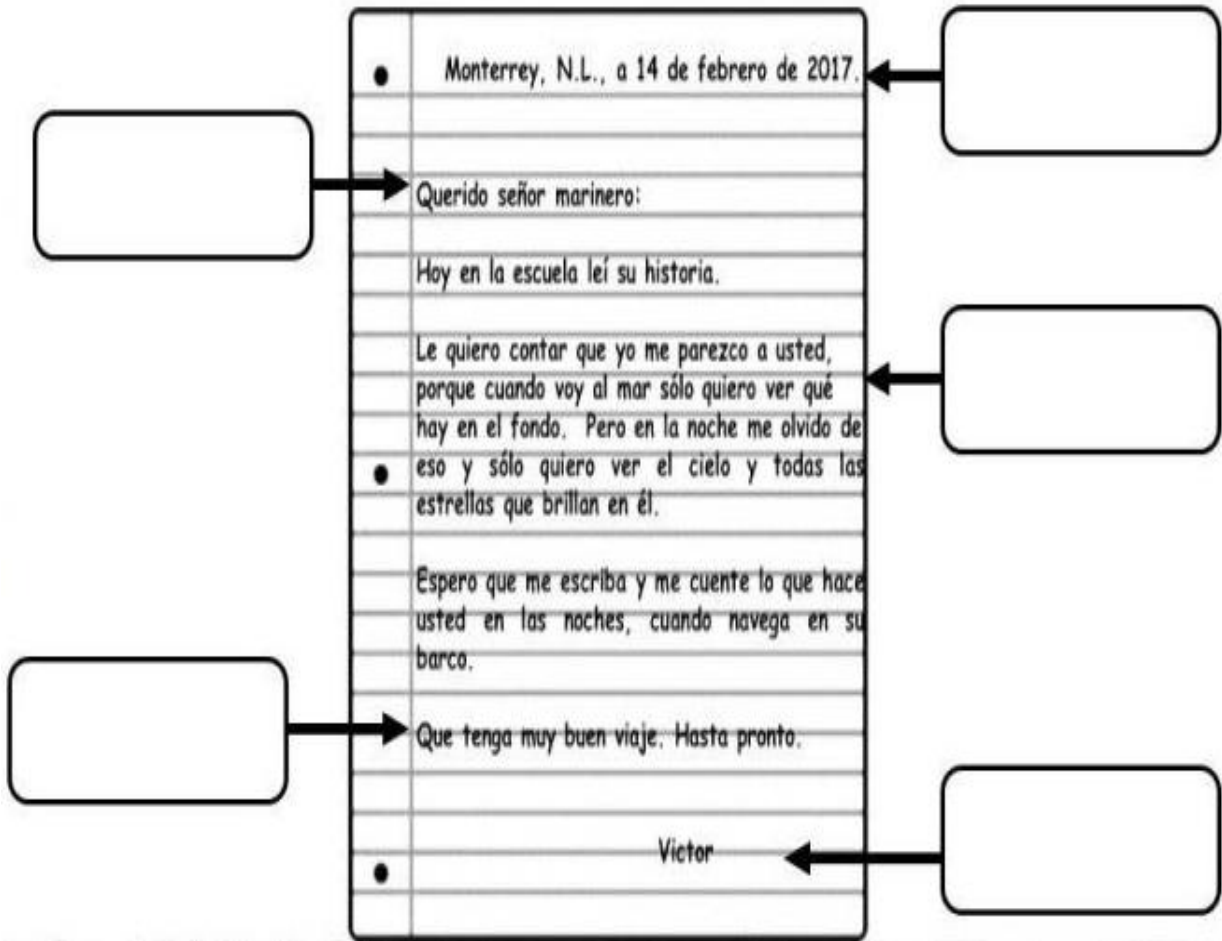 Monterrey, N.L., a 14 de febrero de 2017.
Querido señor marinero:
Hoy en la escuela leí su historia.
Le quiero contar que yo me parezco a usted,
porque cuando voy al mar sólo quiero ver qué
hay en el fondo. Pero en la noche me olvido de
eso y sólo quiero ver el cielo y todas las
estrellas que brillan en él.
Espero que me escriba y me cuente lo que hace
usted en las noches, cuando navega en su
barco.
Que tenga muy buen viaje. Hasta pronto.
Victor